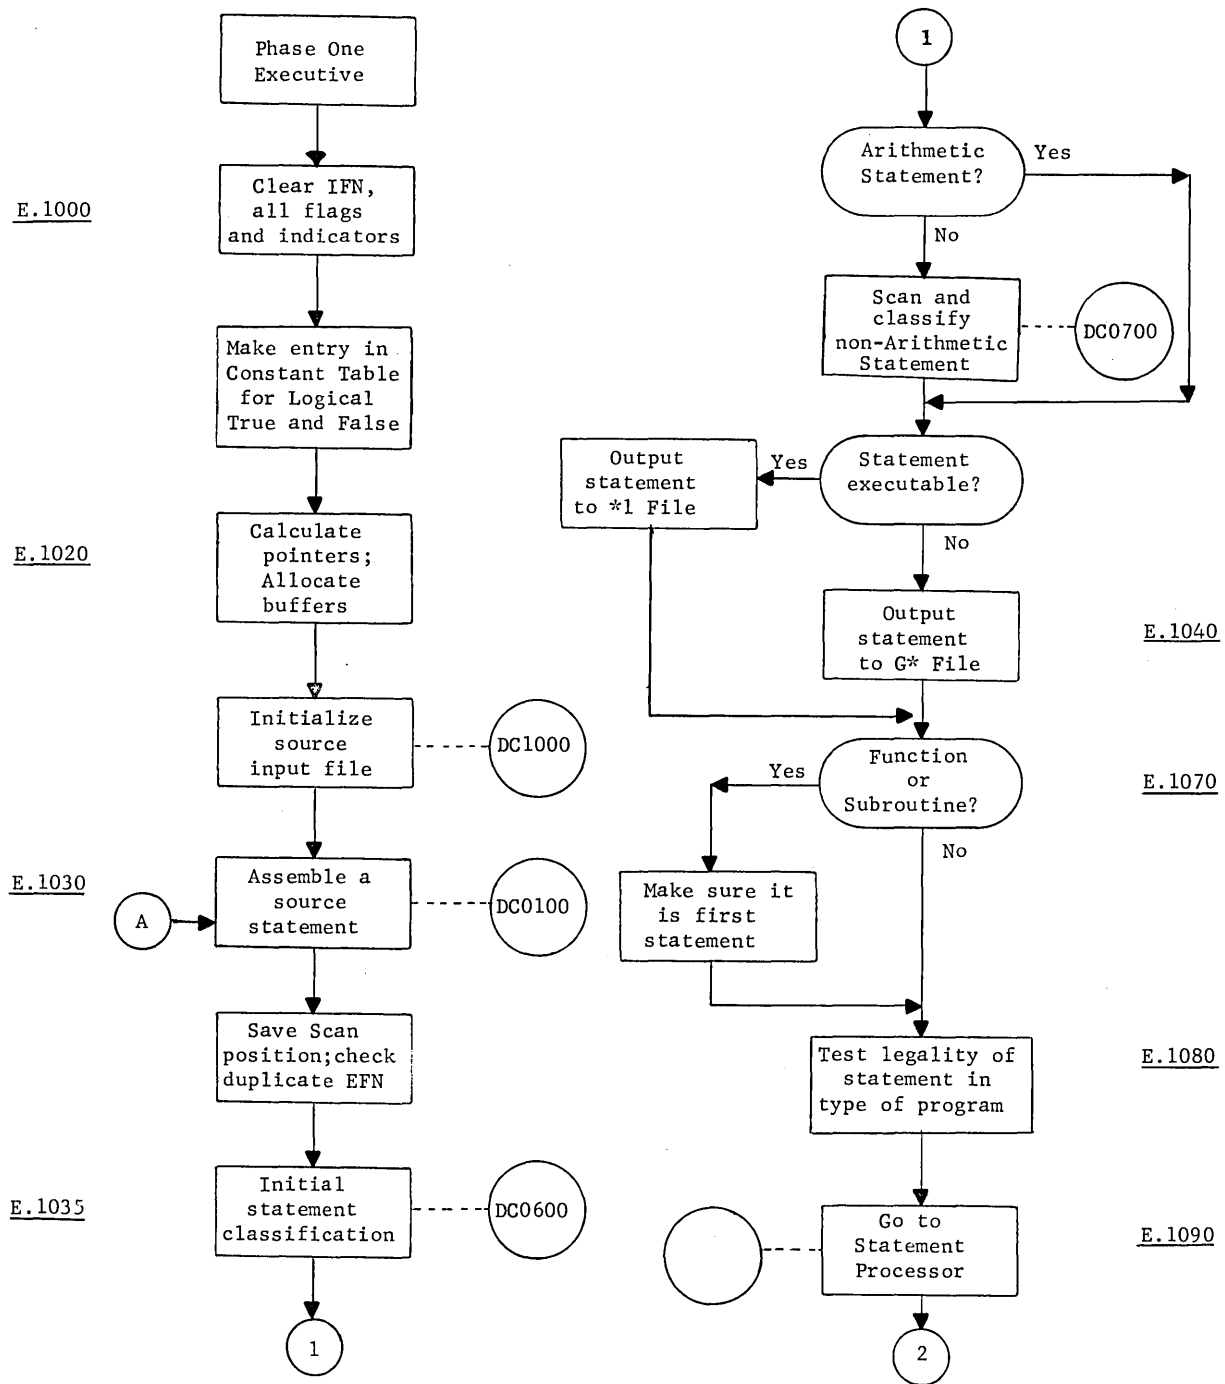 Phase One
Executive
E.1000
Clear IFN,
all flags
and indicators
Make entry in
Constant Table
for Logical
True and False
E.1020
Calculate
pointers;
Allocate
buffers
Initialize
source
input file
DC1000
E.1030
A
Assemble a
source
statement
DC0100
Save Scan
position;check
duplicate EFN
E.1035
Initial
statement
classification
DC0600
1
1
Arithmetic
Statement?
Yes
No
Scan and
classify
non-Arithmetic
Statement
DC0700
Statement
executable?
Yes
Output
statement
to *1 File
No
Output
statement
to G* File
E.1040
Function
or
Subroutine?
E.1070
Yes
No
Make sure it
is first
statement
Test legality of
statement in
type of program
E.1080
Go to
Statement
Processor
E.1090
2